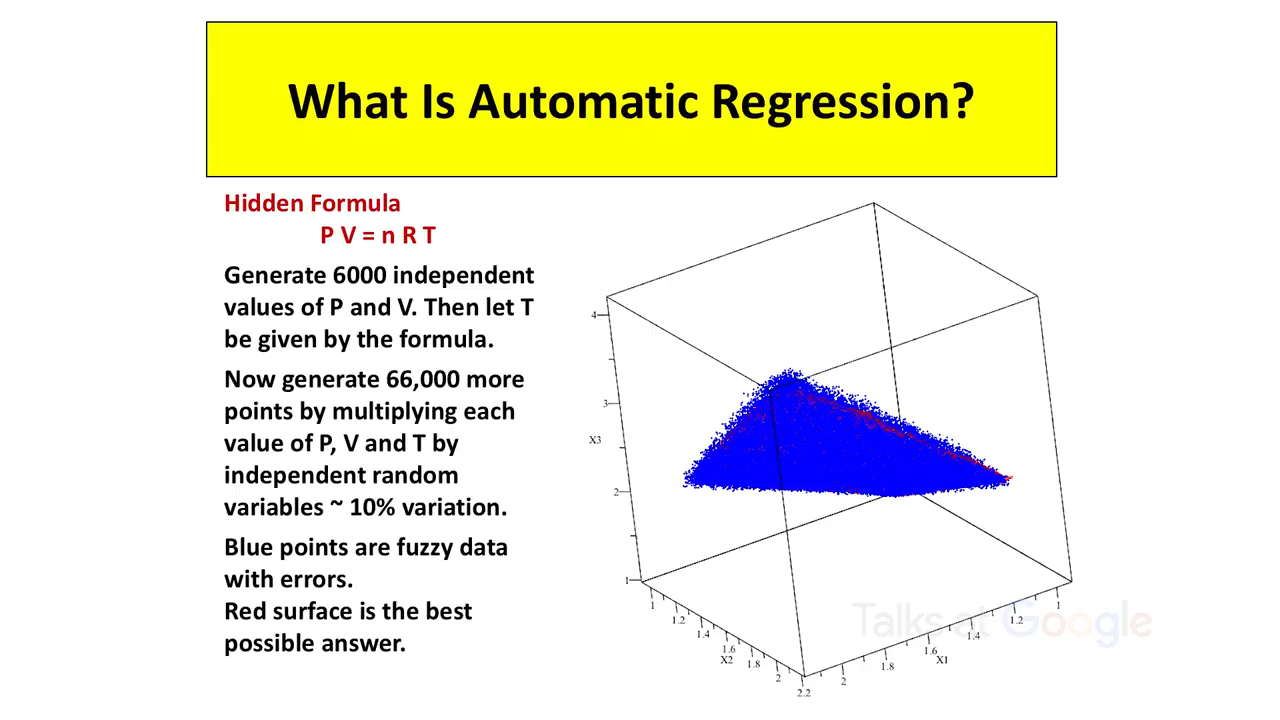 What Is Automatic Regression?
Hidden Formula
P V = n R T
Generate 6000 independent
values of P and V. Then let T
be given by the formula.
Now generate 66,000 more
points by multiplying each
value of P, V and T by
independent random
variables ~ 10% variation.
Blue points are fuzzy data
with errors.
Red surface is the best
possible answer.
4
3
X3
2
1
1
1.2
1.4
1.6
X2
1.8
2
2.2
2
1.8
1.6
X1
1.4
1.2
1
Talks at Google